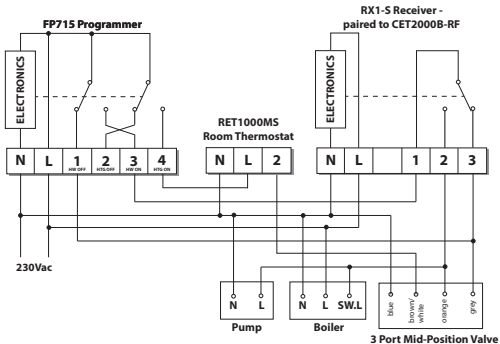 FP715 Programmer
RX1-S Receiver -
paired to CET2000B-RF
ELECTRONICS
RET1000MS
Room Thermostat
ELECTRONICS
N L 1 2 3 4
HW OFF HTG OFF HW ON HTG ON
N L 2
N L 1 2 3
230Vac
N L
Pump
N L SW.L
Boiler
blue
brown/
white
orange
grey
3 Port Mid-Position Valve